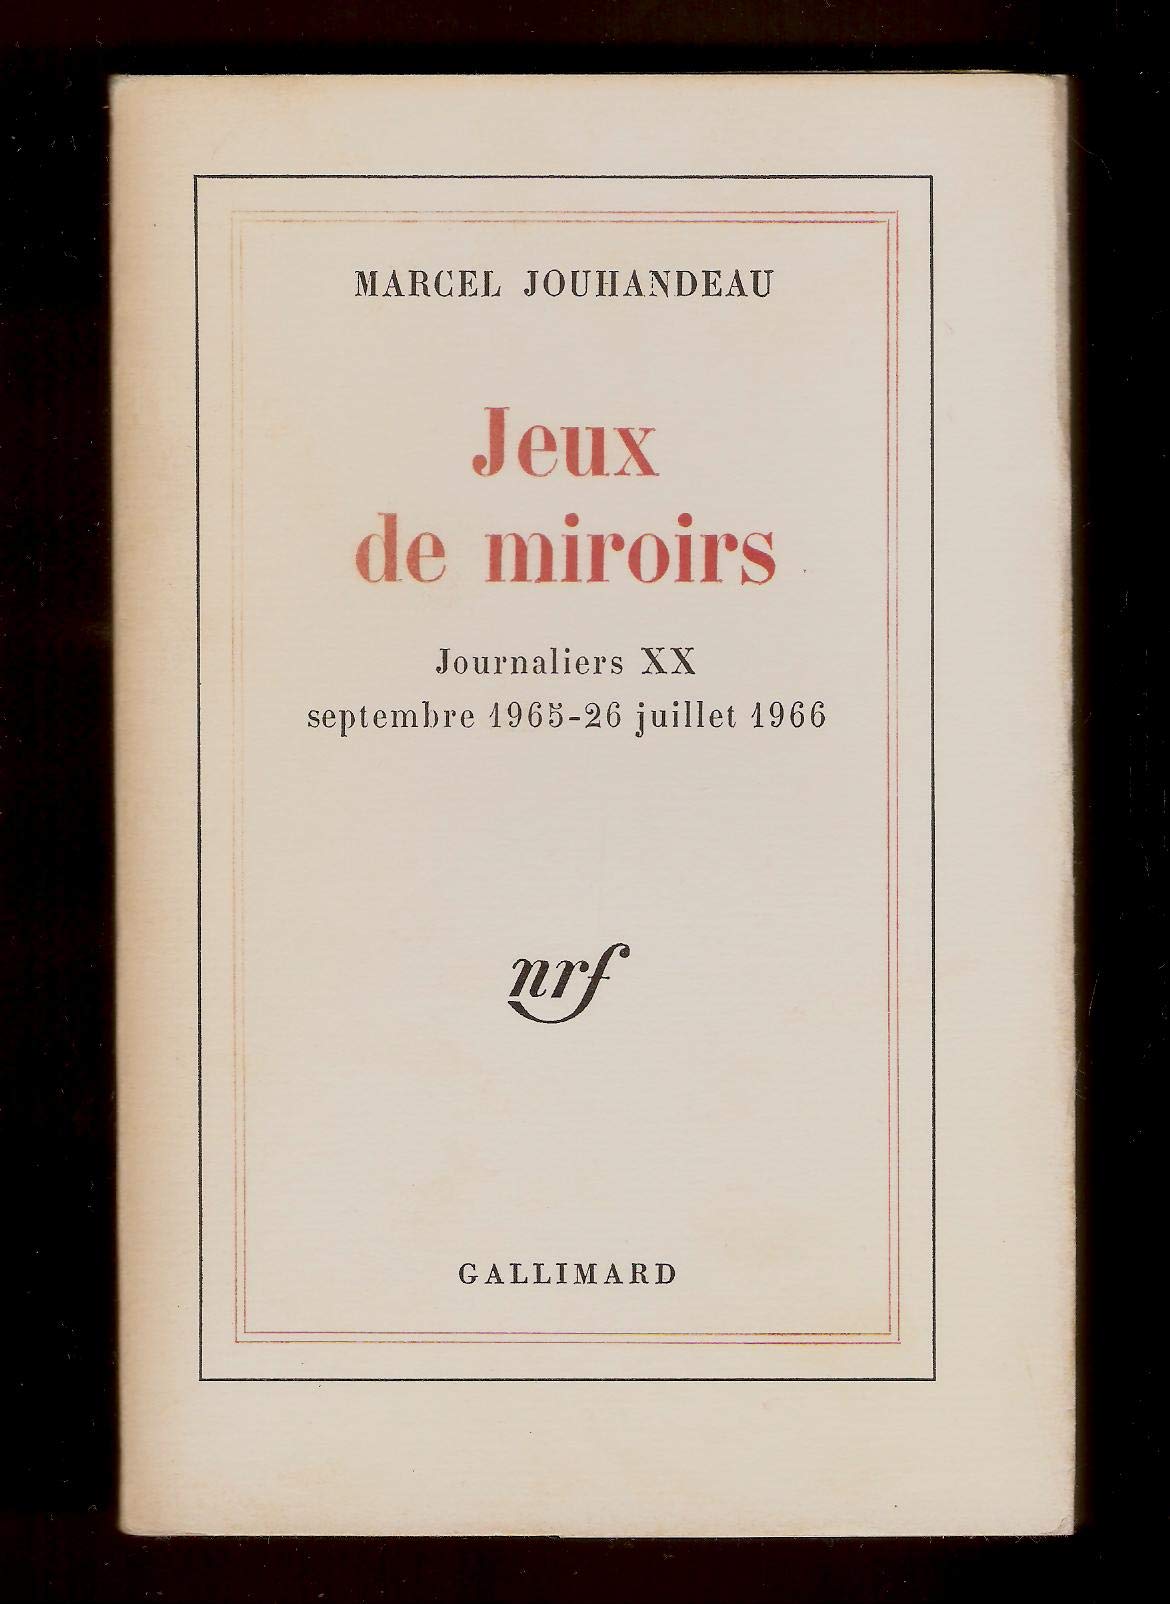 MARCEL JOUHANDEAU
Jeux
de miroirs
Journaliers XX
septembre 1965-26 juillet 1966
nrf
GALLIMARD